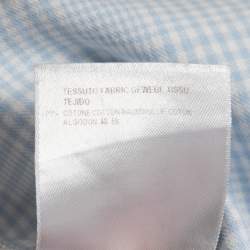 TESSUTO FABRIC GEWEBE TISSU
TEJIDO
COTONE COTTON BAUMWOLLE COTON
ALGODON